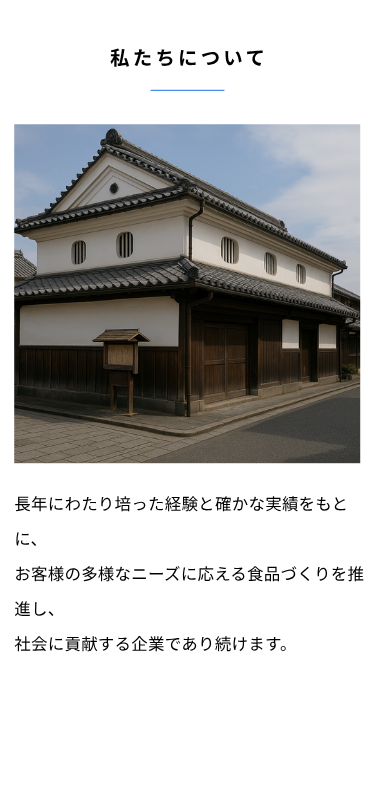 私たちについて
長年にわたり培った経験と確かな実績をもと
に、
お客様の多様なニーズに応える食品づくりを推
進し、
社会に貢献する企業であり続けます。